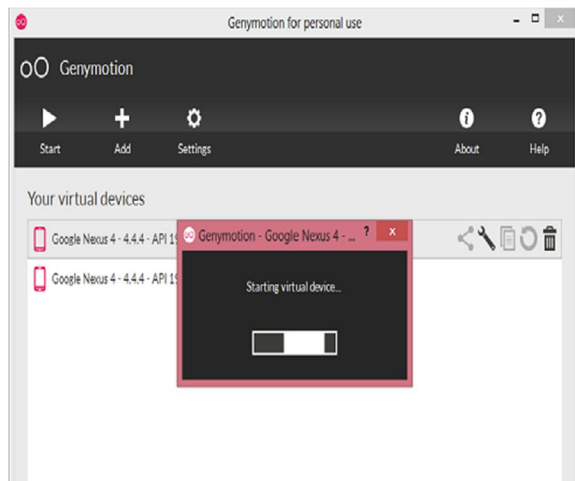 Genymotion for personal use
Genymotion
Start Add Settings About Help
Your virtual devices
Google Nexus 4 - 4.4.4 - API 19
Genymotion - Google Nexus 4 - ... ? x
Google Nexus 4 - 4.4.4 - API 19
Starting virtual device...